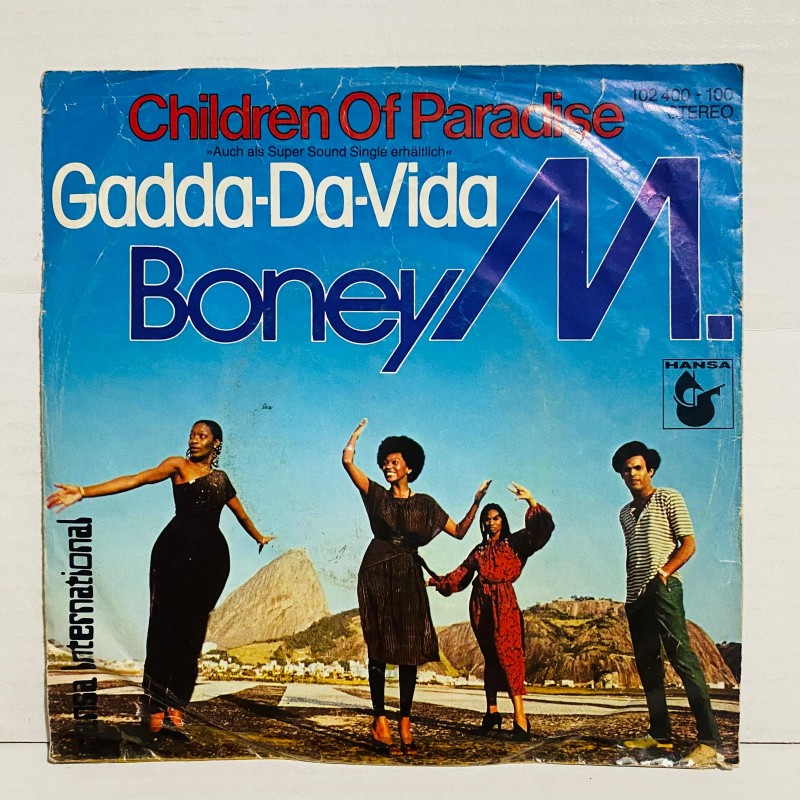 Children Of Paradise
102 400 - 100
STEREO
»Auch als Super Sound Single erhältlich«
Gadda-Da-Vida
Boney M.
HANSA
Hansa International